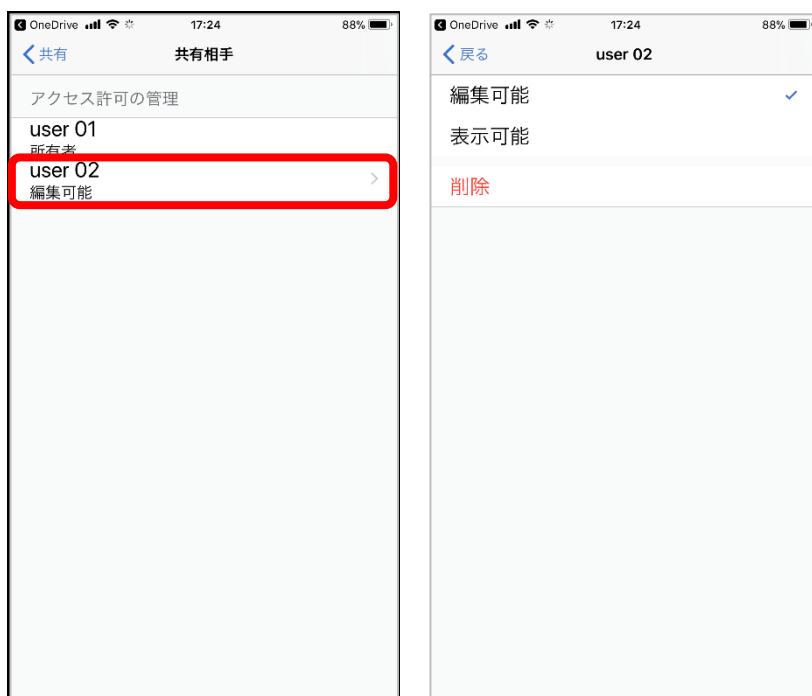 OneDrive 17:24 88%
共有 共有相手
アクセス許可の管理
user 01
所有者
user 02
編集可能
OneDrive 17:24 88%
戻る user 02
編集可能
表示可能
削除